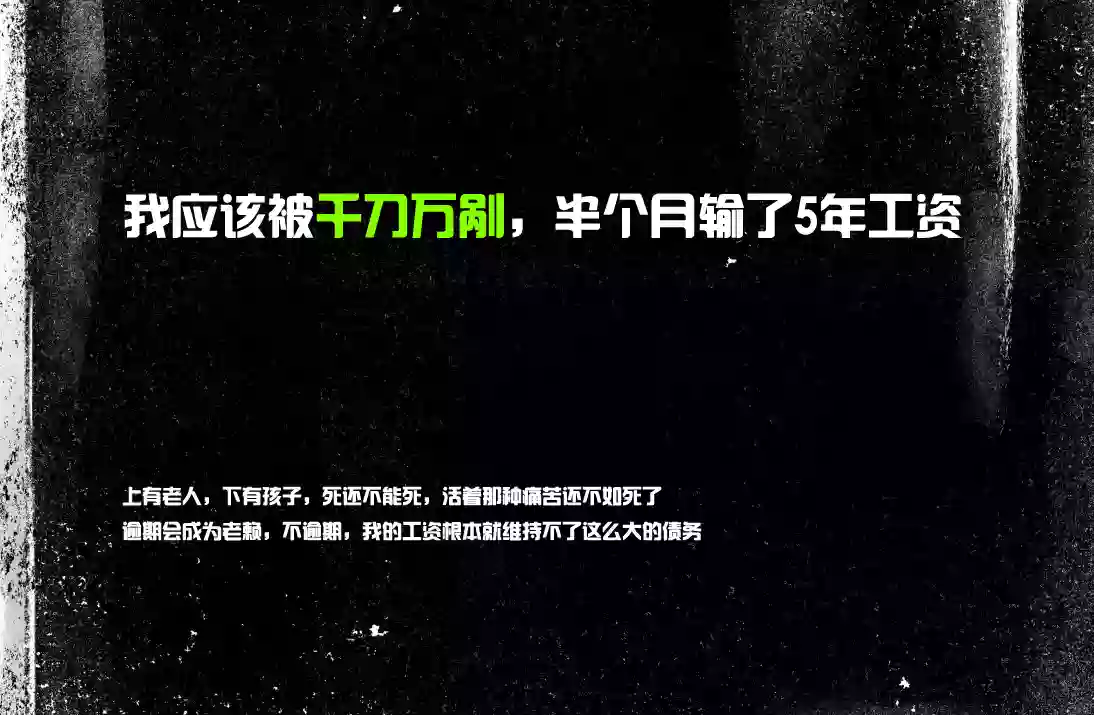 我应该被千刀万剐，半个月输了5年工资
上有老人，下有孩子，死还不能死，活着那种痛苦还不如死了
逾期会成为老赖，不逾期，我的工资根本就维持不了这么大的债务